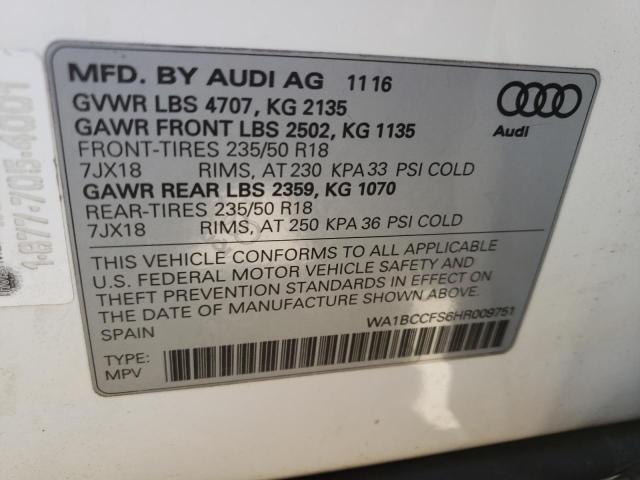 MFD. BY AUDI AG 11 16
GVWR LBS 4707, KG 2135
GAWR FRONT LBS 2502, KG 1135
FRONT-TIRES 235/50 R18
7JX18 RIMS, AT 230 KPA 33 PSI COLD
GAWR REAR LBS 2359, KG 1070
REAR-TIRES 235/50 R18
7JX18 RIMS, AT 250 KPA 36 PSI COLD
Audi
THIS VEHICLE CONFORMS TO ALL APPLICABLE
U.S. FEDERAL MOTOR VEHICLE SAFETY AND
THEFT PREVENTION STANDARDS IN EFFECT ON
THE DATE OF MANUFACTURE SHOWN ABOVE.
SPAIN
WA1BCCFS6HR009751
TYPE:
MPV